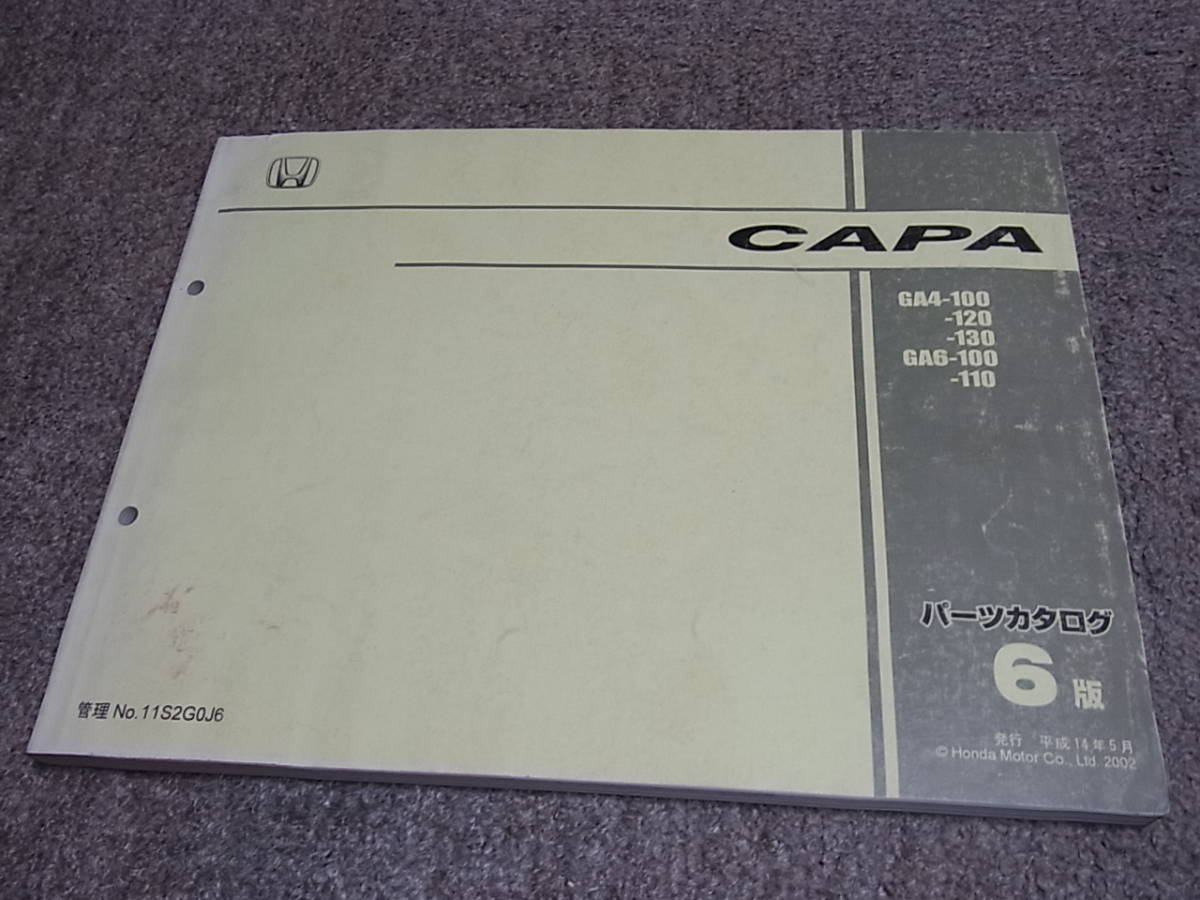 CAPA
GA4-100
-120
-130
GA6-100
-110
パーツカタログ
6版
管理 No.11S2G0J6
発行 平成14年5月
© Honda Motor Co., Ltd. 2002